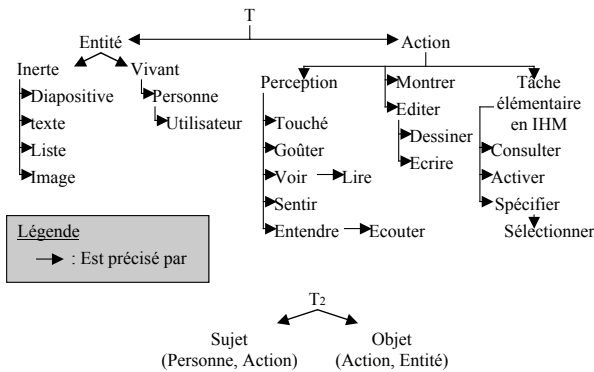 T
Entité
Action
Inerte
Vivant
Diapositive
texte
Liste
Image
Personne
Utilisateur
Perception
Touché
Goûter
Voir
Lire
Sentir
Entendre
Ecouter
Montrer
Editer
Dessiner
Ecrire
Tâche
élémentaire
en IHM
Consulter
Activer
Spécifier
Sélectionner
Légende
: Est précisé par
T2
Sujet
(Personne, Action)
Objet
(Action, Entité)